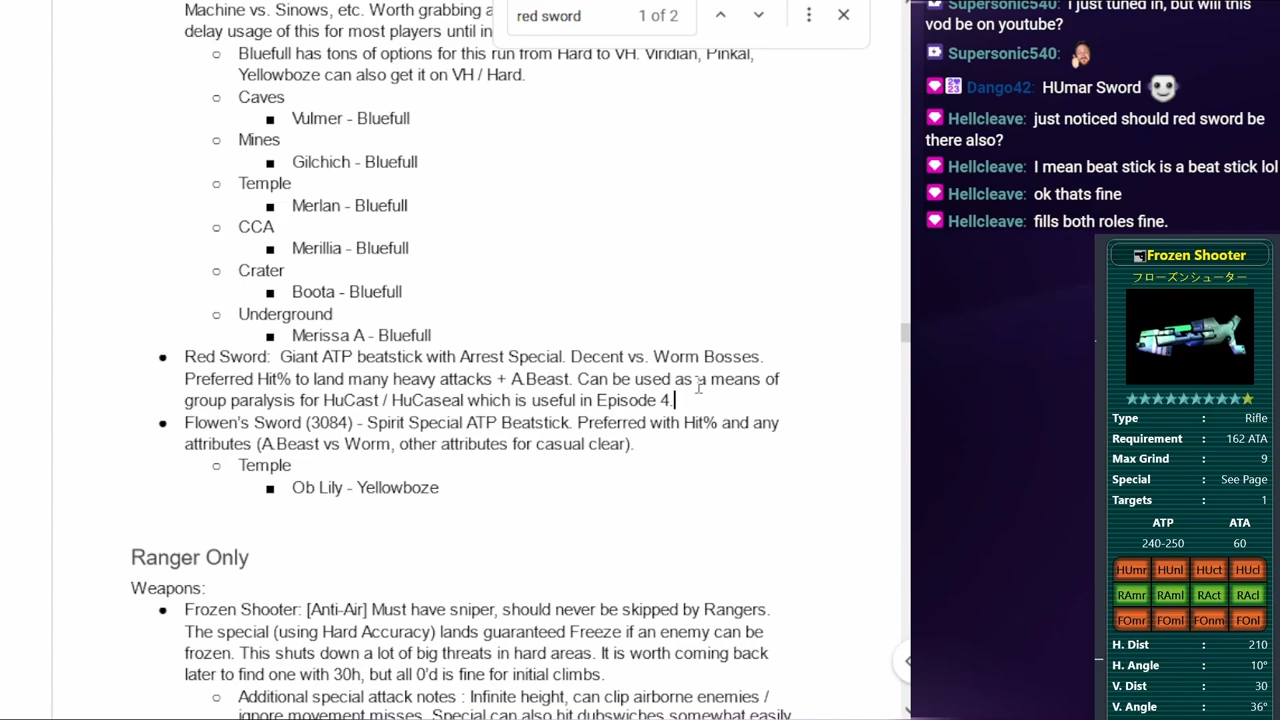 Machine vs. Sinows, etc. Worth grabbing a
delay usage of this for most players until in
○ Bluefull has tons of options for this run from Hard to VH. Viridian, Pinkal,
Yellowboze can also get it on VH / Hard.
○ Caves
■ Vulmer - Bluefull
○ Mines
■ Gilchich - Bluefull
○ Temple
■ Merlan - Bluefull
○ CCA
■ Merillia - Bluefull
○ Crater
■ Boota - Bluefull
○ Underground
■ Merissa A - Bluefull
● Red Sword: Giant ATP beatstick with Arrest Special. Decent vs. Worm Bosses.
Preferred Hit% to land many heavy attacks + A.Beast. Can be used as a means of
group paralysis for HuCast / HuCaseal which is useful in Episode 4.
● Flowen's Sword (3084) - Spirit Special ATP Beatstick. Preferred with Hit% and any
attributes (A.Beast vs Worm, other attributes for casual clear).
○ Temple
■ Ob Lily - Yellowboze
Ranger Only
Weapons:
● Frozen Shooter: [Anti-Air] Must have sniper, should never be skipped by Rangers.
The special (using Hard Accuracy) lands guaranteed Freeze if an enemy can be
frozen. This shuts down a lot of big threats in hard areas. It is worth coming back
later to find one with 30h, but all 0'd is fine for initial climbs.
○ Additional special attack notes : Infinite height, can clip airborne enemies /
ignore movement misses. Special can also hit dubswiches somewhat easily
red sword
1 of 2
Supersonic540: I just tuned in, but will this
vod be on youtube?
Supersonic540:
Dango42: HUmar Sword
Hellcleave: just noticed should red sword be
there also?
Hellcleave: I mean beat stick is a beat stick lol
Hellcleave: ok thats fine
Hellcleave: fills both roles fine.
Frozen Shooter
フローズンシューター
Type : Rifle
Requirement : 162 ATA
Max Grind : 9
Special : See Page
Targets : 1
ATP ATA
240-250 60
HUmr HUnl HUct HUcl
RAmr RAml RAct RAcl
FOmr FOml FOnm FOnl
H. Dist : 210
H. Angle : 10°
V. Dist : 30
V. Angle : 36°